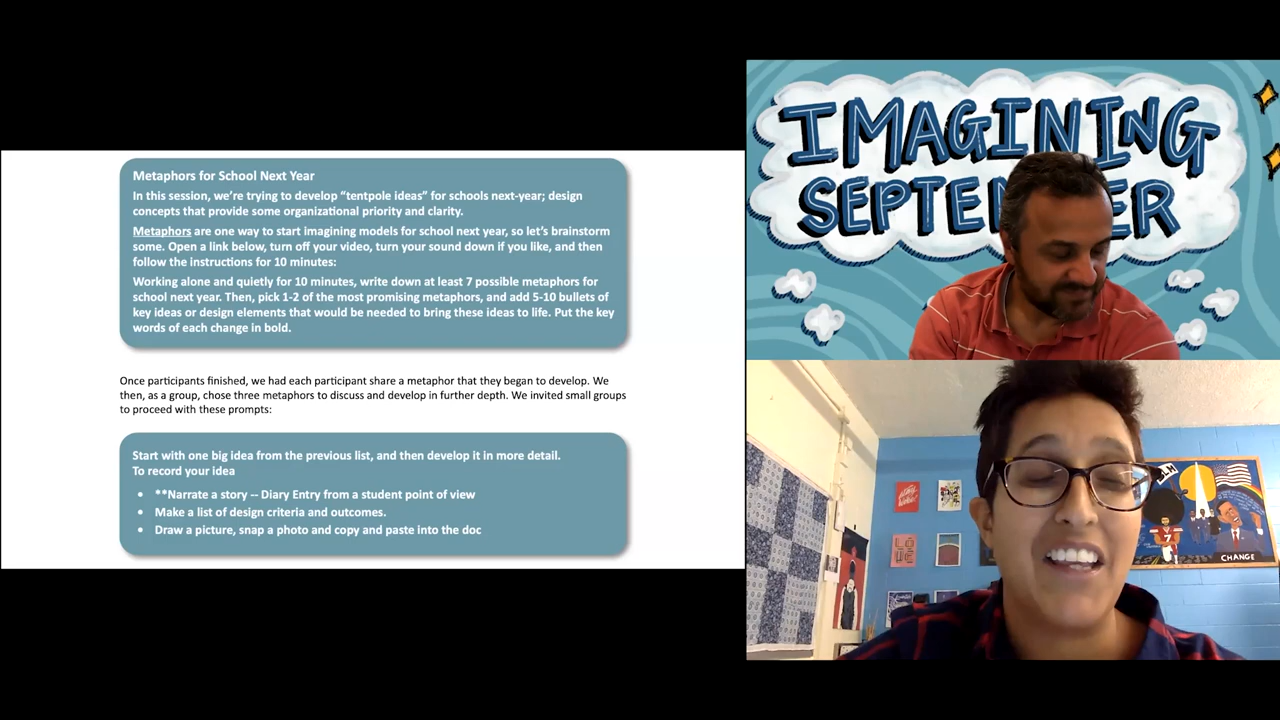 Metaphors for School Next Year
In this session, we're trying to develop “tentpole ideas” for schools next-year; design
concepts that provide some organizational priority and clarity.
Metaphors are one way to start imagining models for school next year, so let's brainstorm
some. Open a link below, turn off your video, turn your sound down if you like, and then
follow the instructions for 10 minutes:
Working alone and quietly for 10 minutes, write down at least 7 possible metaphors for
school next year. Then, pick 1-2 of the most promising metaphors, and add 5-10 bullets of
key ideas or design elements that would be needed to bring these ideas to life. Put the key
words of each change in bold.
Once participants finished, we had each participant share a metaphor that they began to develop. We
then, as a group, chose three metaphors to discuss and develop in further depth. We invited small groups
to proceed with these prompts:
Start with one big idea from the previous list, and then develop it in more detail.
To record your idea
• **Narrate a story -- Diary Entry from a student point of view
• Make a list of design criteria and outcomes.
• Draw a picture, snap a photo and copy and paste into the doc
IMAGINING
SEPTE ER
LM
7
CHANGE